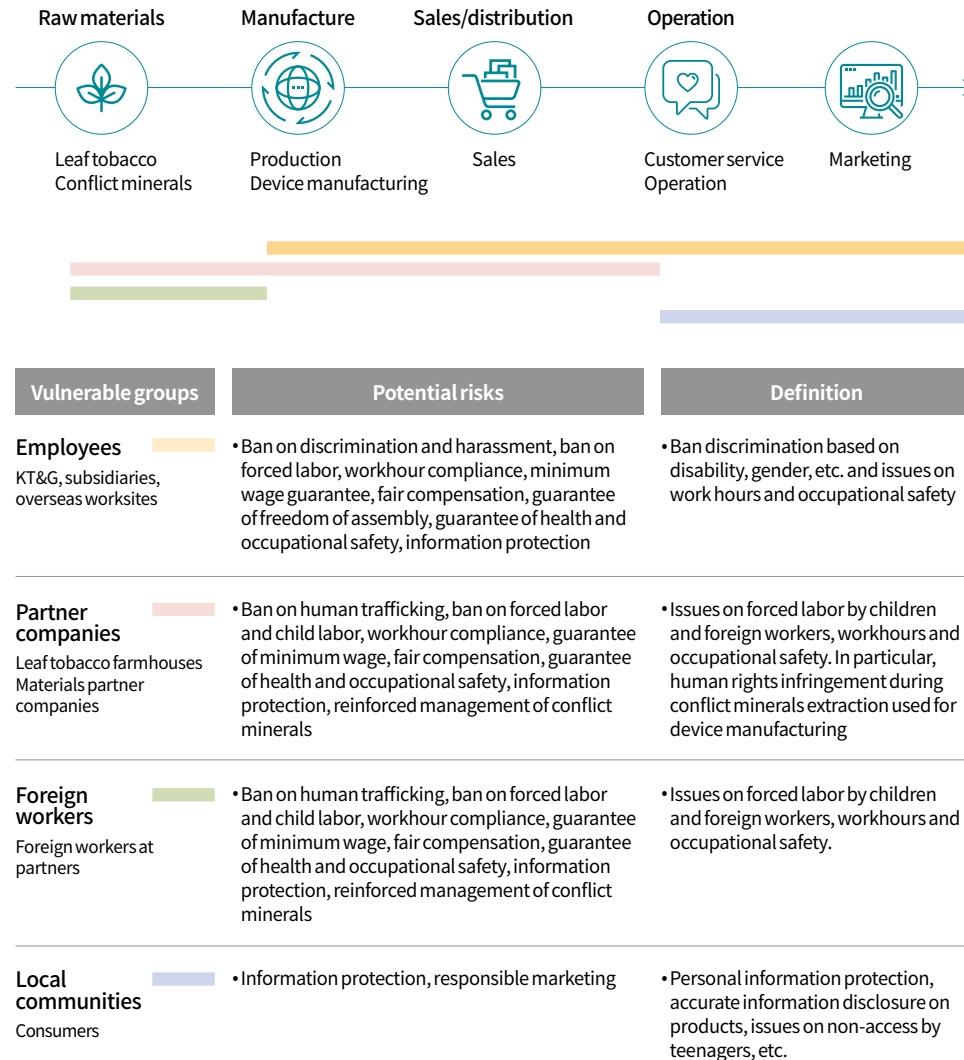 Raw materials
Manufacture
Sales/distribution
Operation
Leaf tobacco
Conflict minerals
Production
Device manufacturing
Sales
Customer service
Operation
Marketing
Vulnerable groups
Potential risks
Definition
Employees
KT&G, subsidiaries,
overseas worksites
• Ban on discrimination and harassment, ban on
forced labor, workhour compliance, minimum
wage guarantee, fair compensation, guarantee
of freedom of assembly, guarantee of health and
occupational safety, information protection
• Ban discrimination based on
disability, gender, etc. and issues on
work hours and occupational safety
Partner
companies
Leaf tobacco farmhouses
Materials partner
companies
• Ban on human trafficking, ban on forced labor
and child labor, workhour compliance, guarantee
of minimum wage, fair compensation, guarantee
of health and occupational safety, information
protection, reinforced management of conflict
minerals
• Issues on forced labor by children
and foreign workers, workhours and
occupational safety. In particular,
human rights infringement during
conflict minerals extraction used for
device manufacturing
Foreign
workers
Foreign workers at
partners
• Ban on human trafficking, ban on forced labor
and child labor, workhour compliance, guarantee
of minimum wage, fair compensation, guarantee
of health and occupational safety, information
protection, reinforced management of conflict
minerals
• Issues on forced labor by children
and foreign workers, workhours and
occupational safety.
Local
communities
Consumers
• Information protection, responsible marketing
• Personal information protection,
accurate information disclosure on
products, issues on non-access by
teenagers, etc.